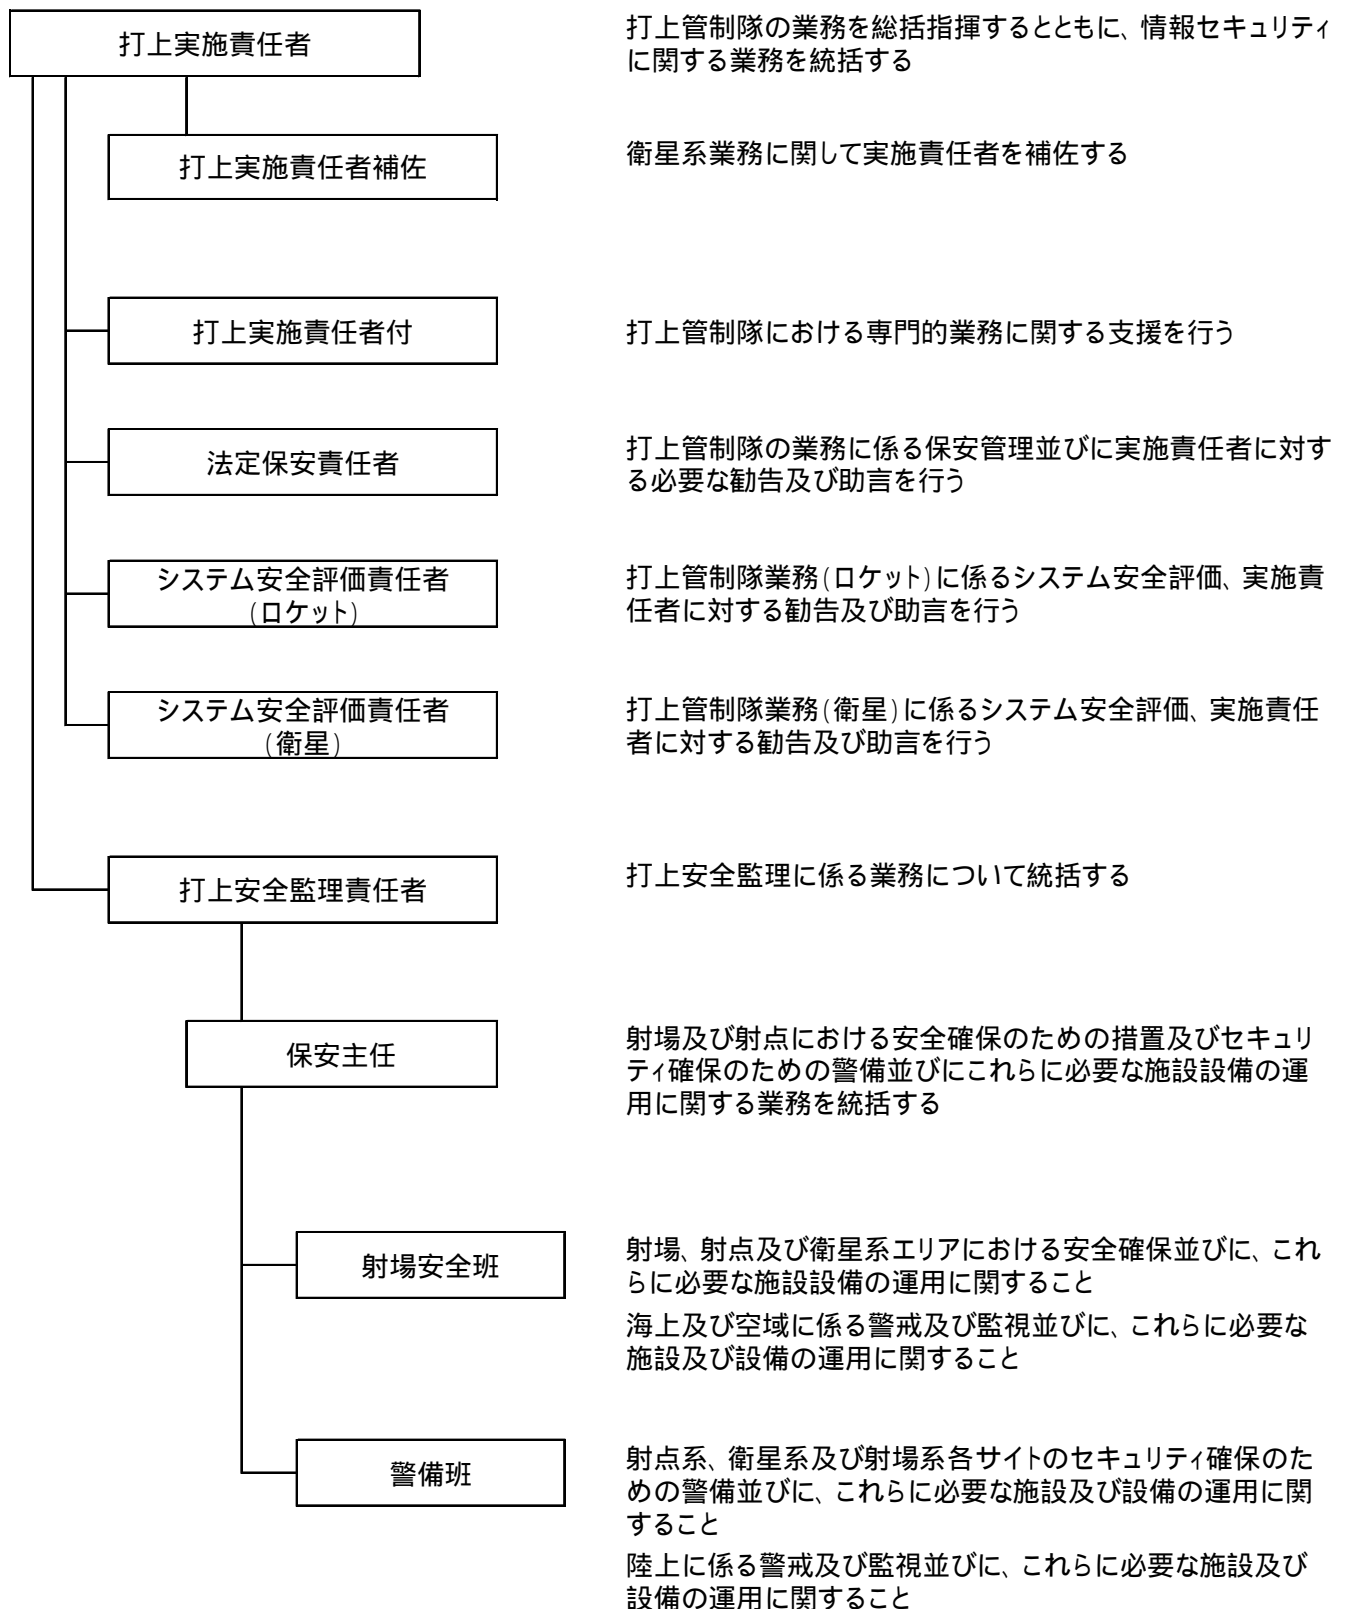 打上実施責任者
打上管制隊の業務を総括指揮するとともに、情報セキュリティ
に関する業務を統括する
打上実施責任者補佐
衛星系業務に関して実施責任者を補佐する
打上実施責任者付
打上管制隊における専門的業務に関する支援を行う
法定保安責任者
打上管制隊の業務に係る保安管理並びに実施責任者に対す
る必要な勧告及び助言を行う
システム安全評価責任者
(ロケット)
打上管制隊業務(ロケット)に係るシステム安全評価、実施責
任者に対する勧告及び助言を行う
システム安全評価責任者
(衛星)
打上管制隊業務(衛星)に係るシステム安全評価、実施責任
者に対する勧告及び助言を行う
打上安全監理責任者
打上安全監理に係る業務について統括する
保安主任
射場及び射点における安全確保のための措置及びセキュリ
ティ確保のための警備並びにこれらに必要な施設設備の運
用に関する業務を統括する
射場安全班
射場、射点及び衛星系エリアにおける安全確保並びに、これ
らに必要な施設設備の運用に関すること
海上及び空域に係る警戒及び監視並びに、これらに必要な
施設及び設備の運用に関すること
警備班
射点系、衛星系及び射場系各サイトのセキュリティ確保のた
めの警備並びに、これらに必要な施設及び設備の運用に関
すること
陸上に係る警戒及び監視並びに、これらに必要な施設及び
設備の運用に関すること